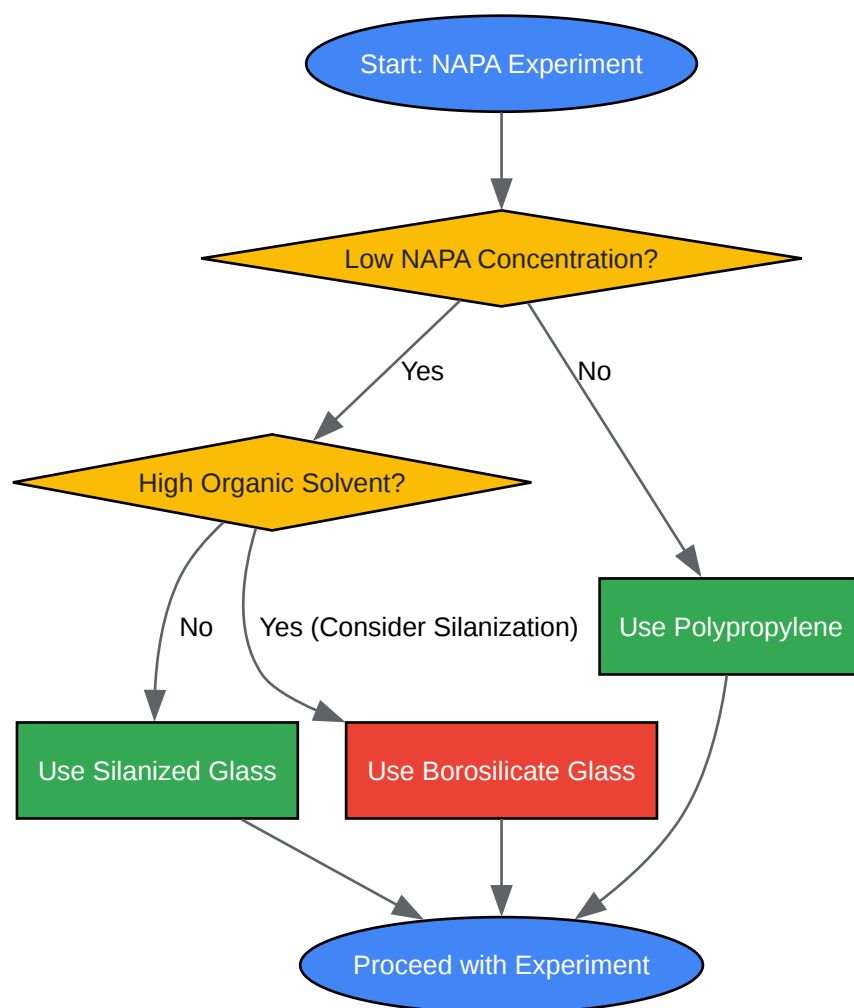 Start: NAPA Experiment
Low NAPA Concentration?
Yes
No
High Organic Solvent?
No
Yes (Consider Silanization)
Use Polypropylene
Use Silanized Glass
Use Borosilicate Glass
Proceed with Experiment